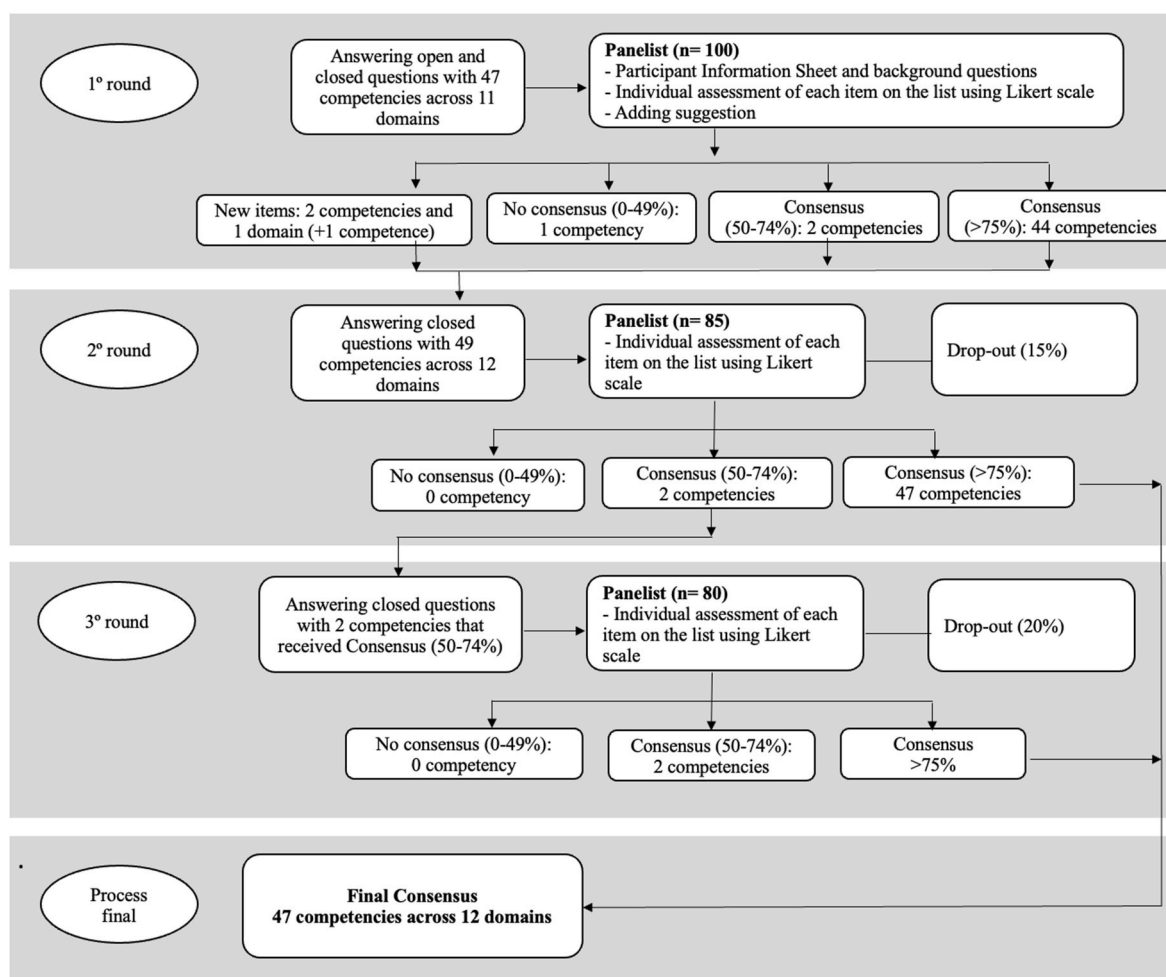 1º round
Answering open and
closed questions with 47
competencies across 11
domains
Panelist (n= 100)
- Participant Information Sheet and background questions
- Individual assessment of each item on the list using Likert scale
- Adding suggestion
New items: 2 competencies and
1 domain (+1 competence)
No consensus (0-49%):
1 competency
Consensus
(50-74%): 2 competencies
Consensus
(>75%): 44 competencies
2º round
Answering closed
questions with 49
competencies across 12
domains
Panelist (n= 85)
- Individual assessment of each
item on the list using Likert
scale
Drop-out (15%)
No consensus (0-49%):
0 competency
Consensus (50-74%):
2 competencies
Consensus (>75%):
47 competencies
3º round
Answering closed questions
with 2 competencies that
received Consensus (50-74%)
Panelist (n= 80)
- Individual assessment of each
item on the list using Likert
scale
Drop-out (20%)
No consensus (0-49%):
0 competency
Consensus (50-74%):
2 competencies
Consensus
>75%
Process
final
Final Consensus
47 competencies across 12 domains